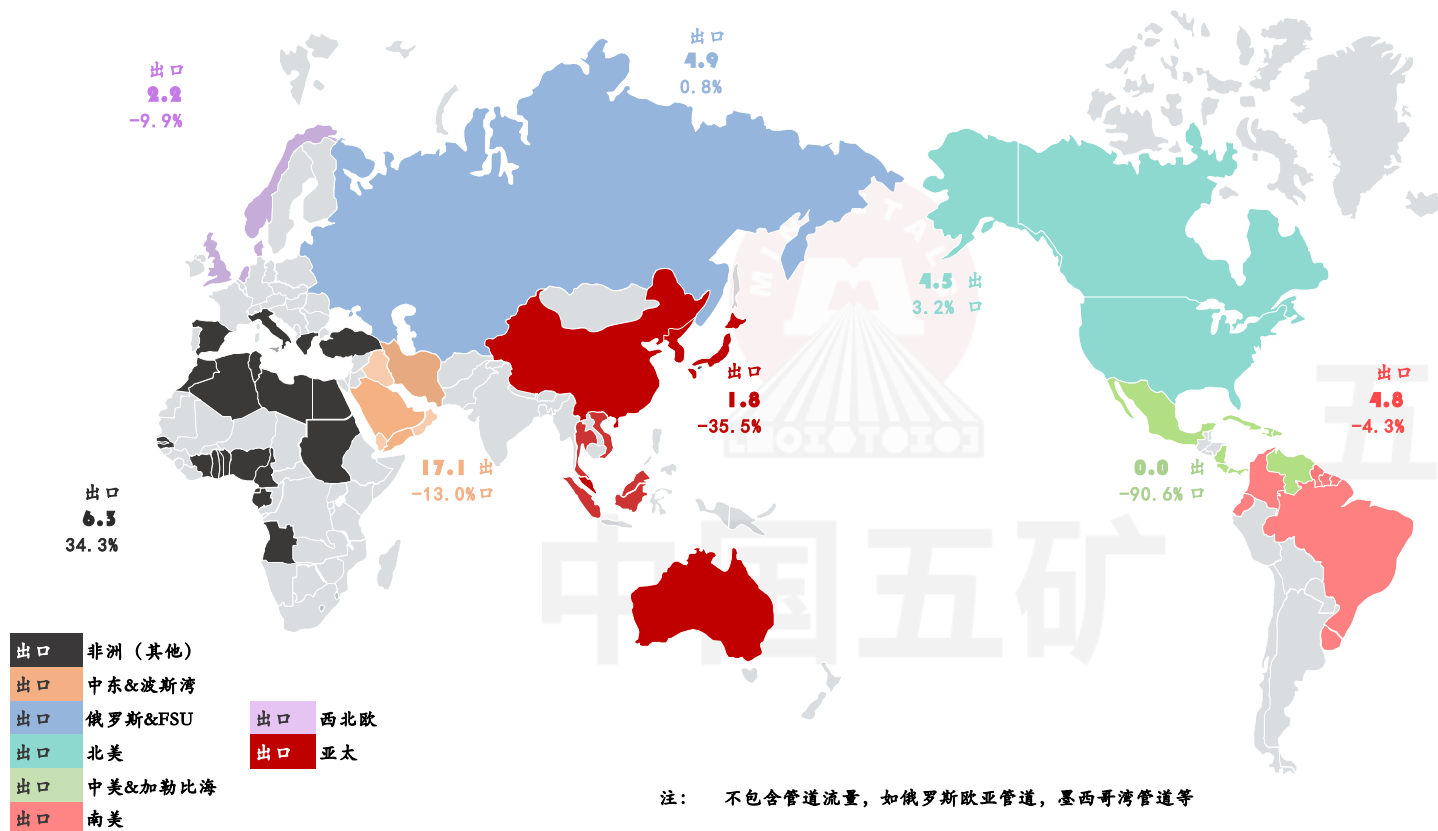 出口
4.9
0.8%
出口
2.2
-9.9%
4.5 出
3.2% 口
出口
1.8
-35.5%
出口
4.8
-4.3%
17.1 出
-13.0%口
0.0 出
-90.6% 口
出口
6.3
34.3%
中国五矿
五
出口 非洲（其他）
出口 中东&波斯湾
出口 俄罗斯&FSU
出口 西北欧
出口 北美
出口 亚太
出口 中美&加勒比海
出口 南美
注： 不包含管道流量，如俄罗斯欧亚管道，墨西哥湾管道等